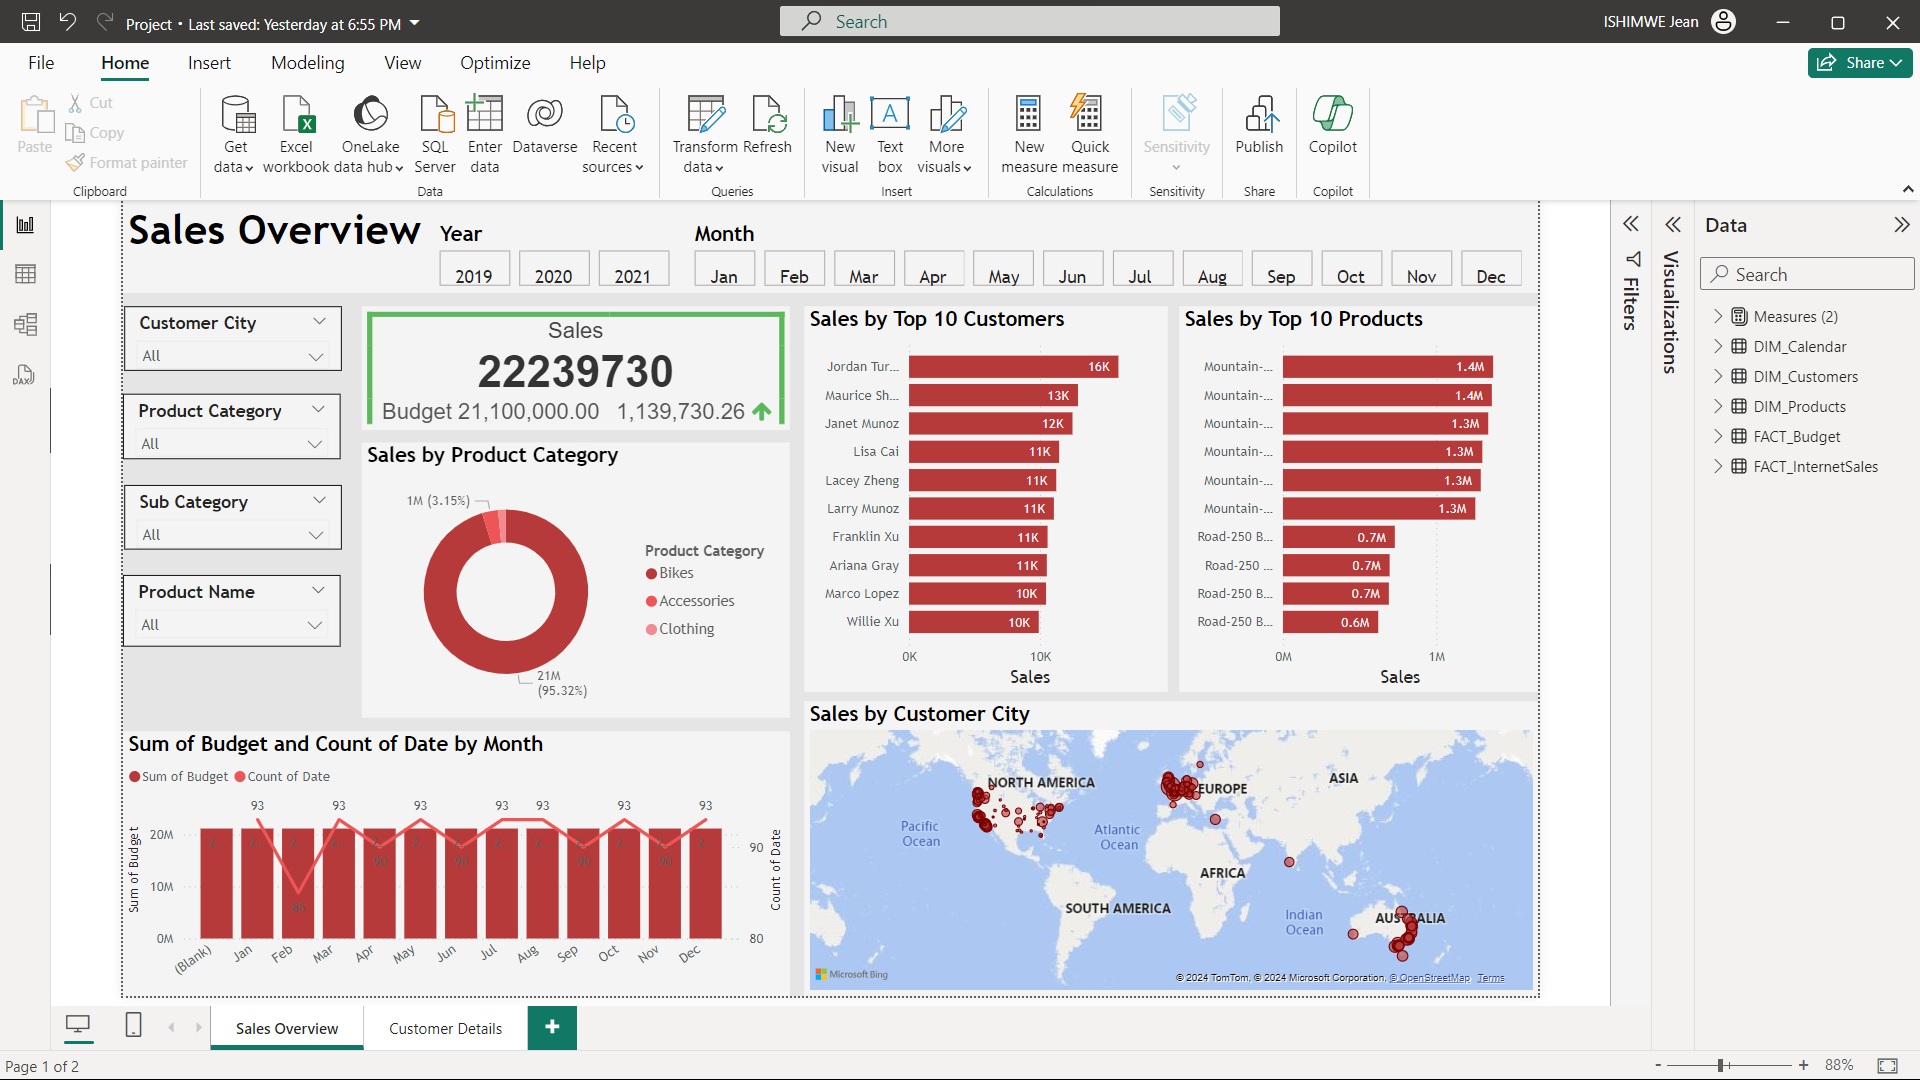 Project • Last saved: Yesterday at 6:55 PM
Search
ISHIMWE Jean
File
Home
Insert
Modeling
View
Optimize
Help
Share
Paste
Cut
Copy
Format painter
Clipboard
Get data
Excel workbook
OneLake data hub
SQL Server
Enter data
Dataverse
Recent sources
Data
Transform data
Refresh
Queries
New visual
Text box
More visuals
Insert
New measure
Quick measure
Calculations
Sensitivity
Sensitivity
Publish
Share
Copilot
Copilot
Sales Overview
Year
2019
2020
2021
Month
Jan
Feb
Mar
Apr
May
Jun
Jul
Aug
Sep
Oct
Nov
Dec
Customer City
All
Product Category
All
Sub Category
All
Product Name
All
Sales
22239730
Budget 21,100,000.00 1,139,730.26
Sales by Product Category
1M (3.15%)
21M
(95.32%)
Product Category
Bikes
Accessories
Clothing
Sales by Top 10 Customers
Jordan Tur... 16K
Maurice Sh... 13K
Janet Munoz 12K
Lisa Cai 11K
Lacey Zheng 11K
Larry Munoz 11K
Franklin Xu 11K
Ariana Gray 11K
Marco Lopez 10K
Willie Xu 10K
0K 10K
Sales
Sales by Top 10 Products
Mountain-... 1.4M
Mountain-... 1.4M
Mountain-... 1.3M
Mountain-... 1.3M
Mountain-... 1.3M
Mountain-... 1.3M
Road-250 B... 0.7M
Road-250 ... 0.7M
Road-250 B... 0.7M
Road-250 B... 0.6M
0M 1M
Sales
Sum of Budget and Count of Date by Month
Sum of Budget Count of Date
Sum of Budget
20M
10M
0M
93 93 93 93 93 93 93
90 90 90 90
86
90
80
Count of Date
(Blank) Jan Feb Mar Apr May Jun Jul Aug Sep Oct Nov Dec
Sales by Customer City
NORTH AMERICA
EUROPE
ASIA
Pacific Ocean
Atlantic Ocean
AFRICA
SOUTH AMERICA
Indian Ocean
AUSTRALIA
Microsoft Bing
© 2024 TomTom, © 2024 Microsoft Corporation, © OpenStreetMap Terms
Filters
Visualizations
Data
Search
Measures (2)
DIM_Calendar
DIM_Customers
DIM_Products
FACT_Budget
FACT_InternetSales
DAX
Sales Overview
Customer Details
Page 1 of 2
88%